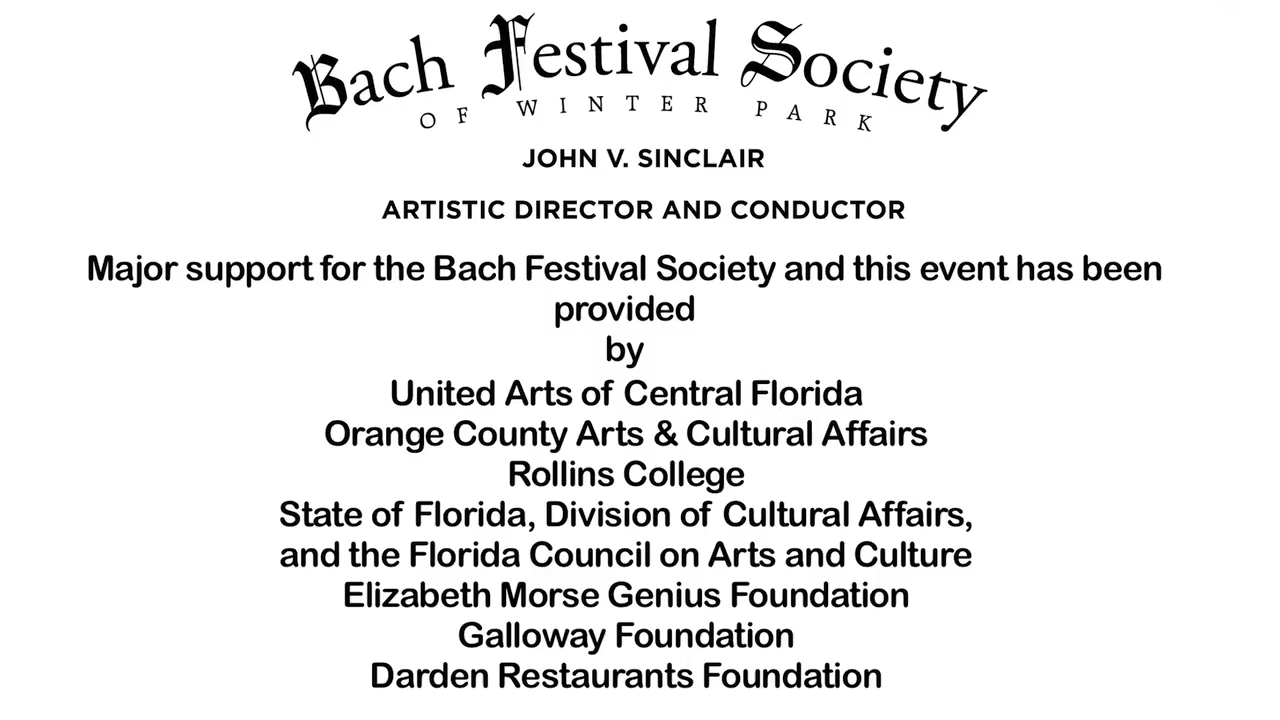 Bach Festival Society
OF WINTER PARK
JOHN V. SINCLAIR
ARTISTIC DIRECTOR AND CONDUCTOR
Major support for the Bach Festival Society and this event has been
provided
by
United Arts of Central Florida
Orange County Arts & Cultural Affairs
Rollins College
State of Florida, Division of Cultural Affairs,
and the Florida Council on Arts and Culture
Elizabeth Morse Genius Foundation
Galloway Foundation
Darden Restaurants Foundation